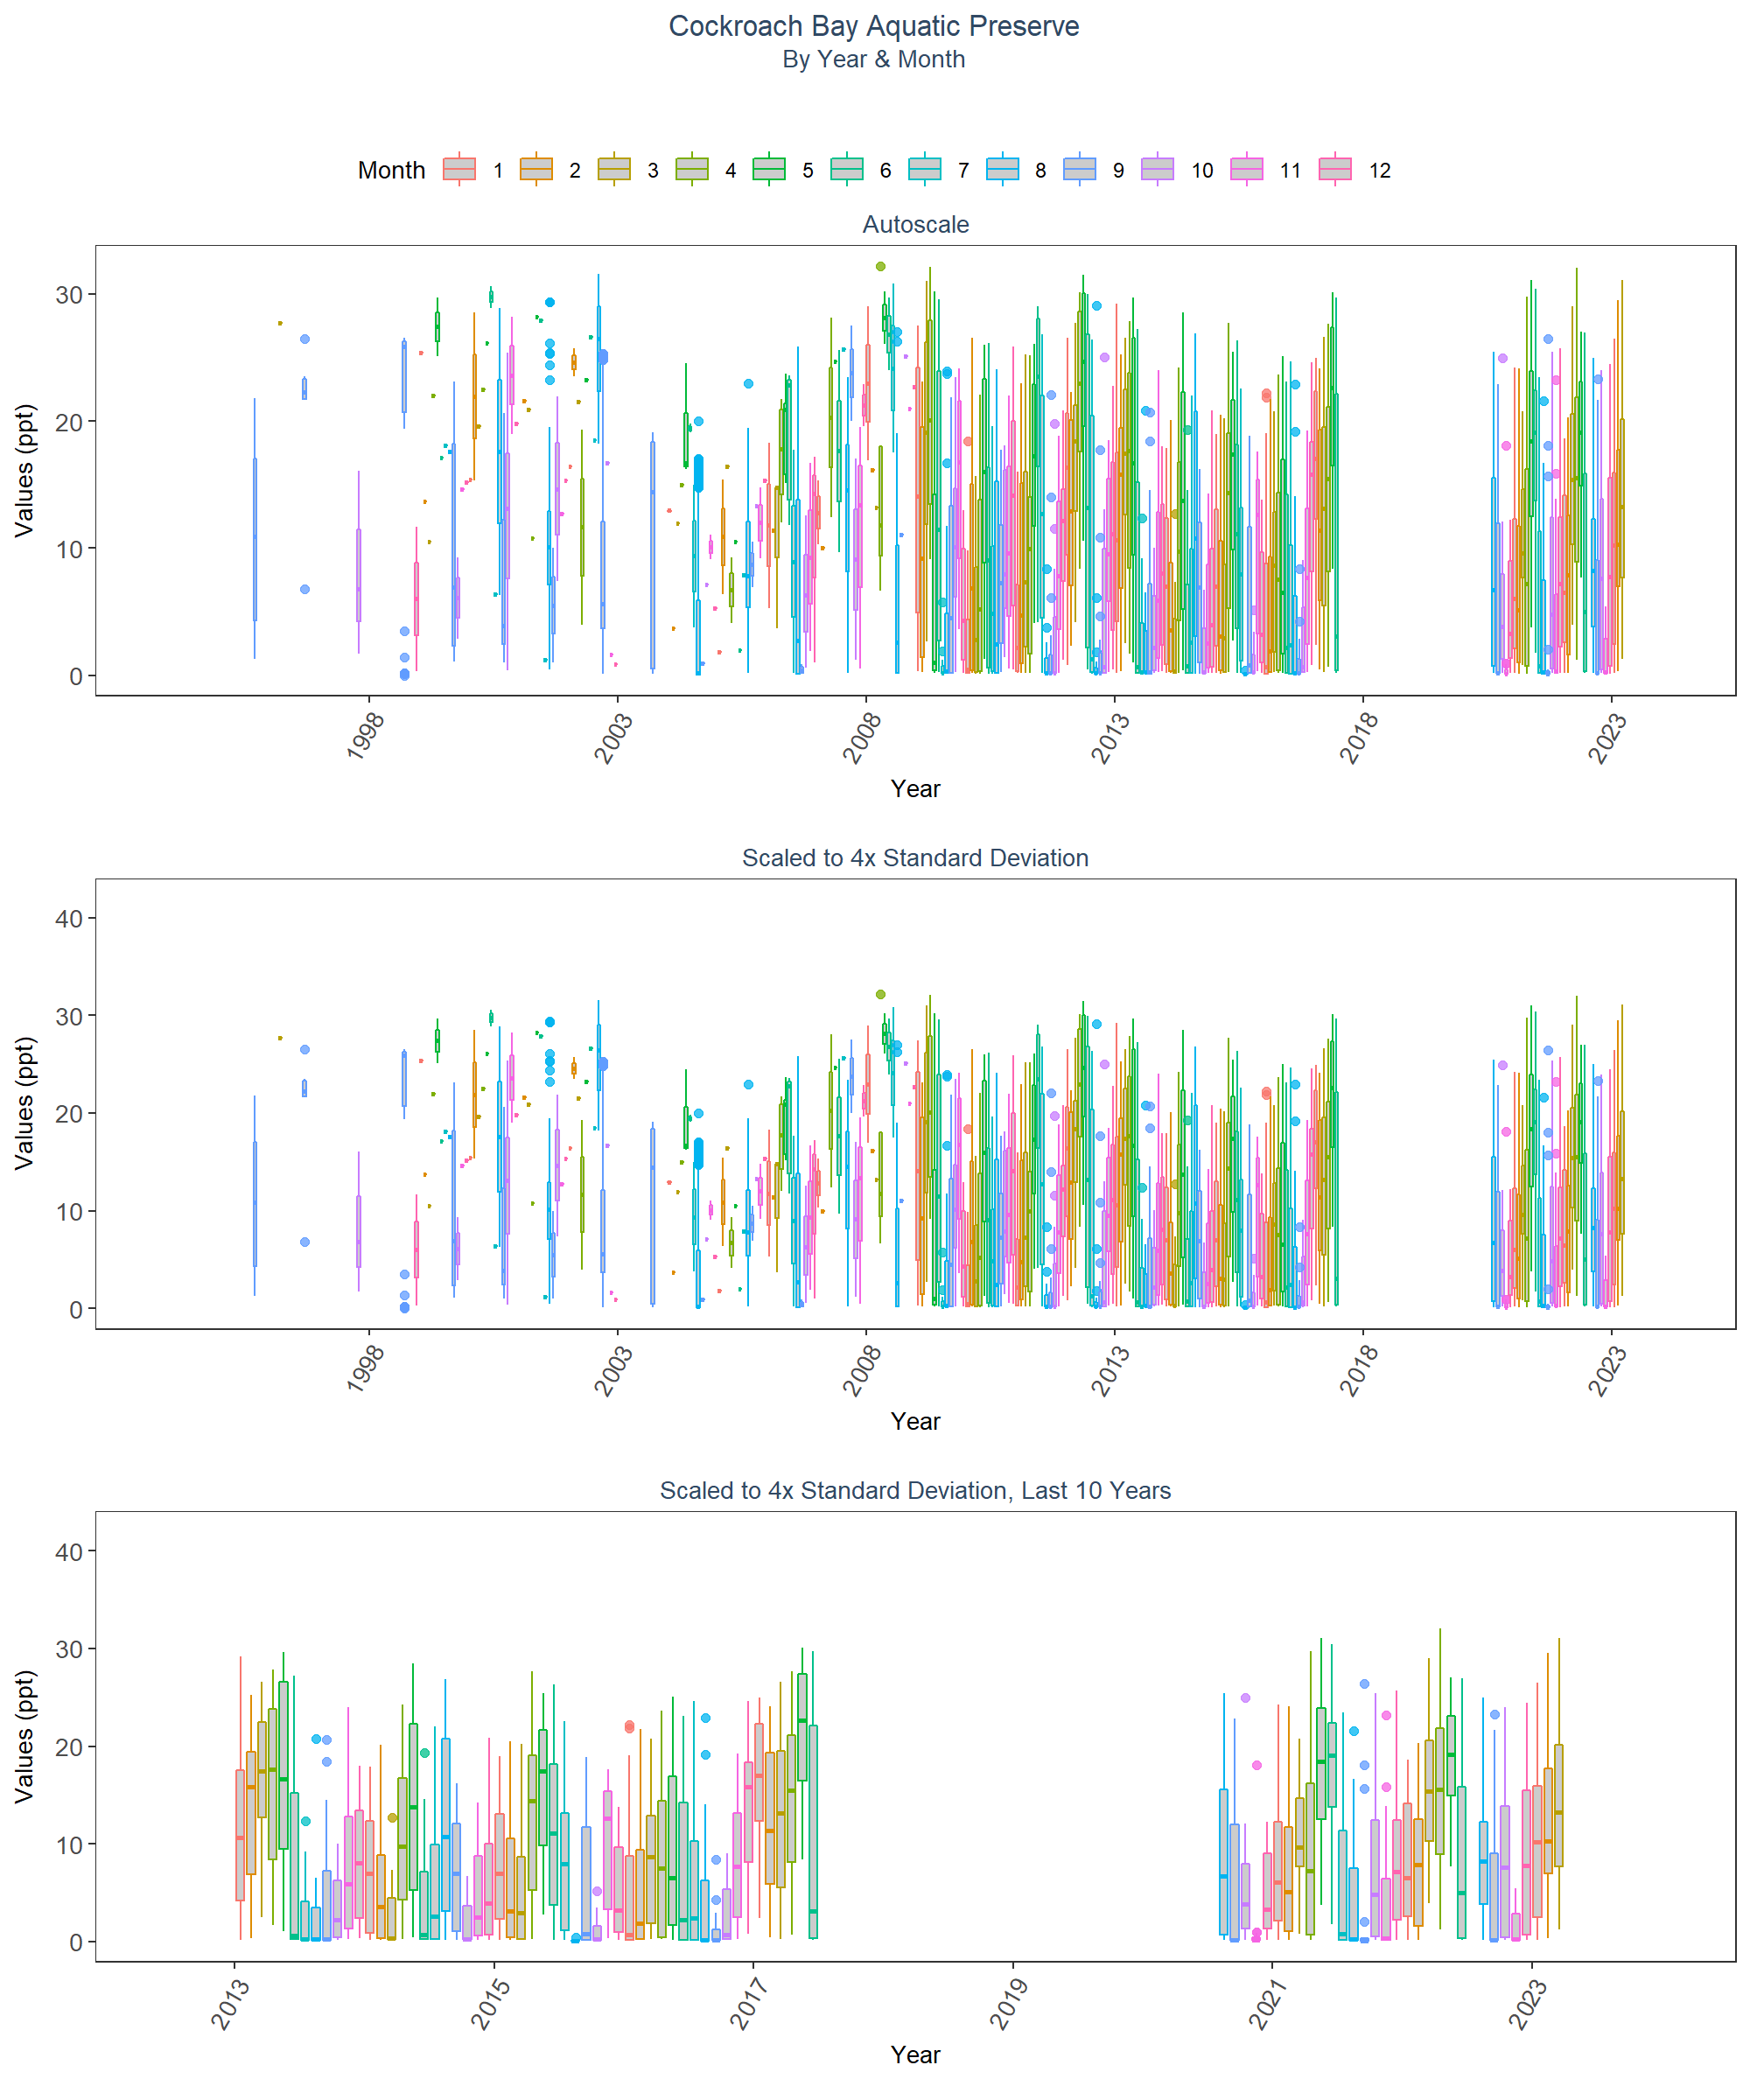 Cockroach Bay Aquatic Preserve
By Year & Month
Month 1 2 3 4 5 6 7 8 9 10 11 12
Autoscale
Values (ppt)
30
20
10
0
1998 2003 2008 2013 2018 2023
Year
Scaled to 4x Standard Deviation
Values (ppt)
40
30
20
10
0
1998 2003 2008 2013 2018 2023
Year
Scaled to 4x Standard Deviation, Last 10 Years
Values (ppt)
40
30
20
10
0
2013 2015 2017 2019 2021 2023
Year